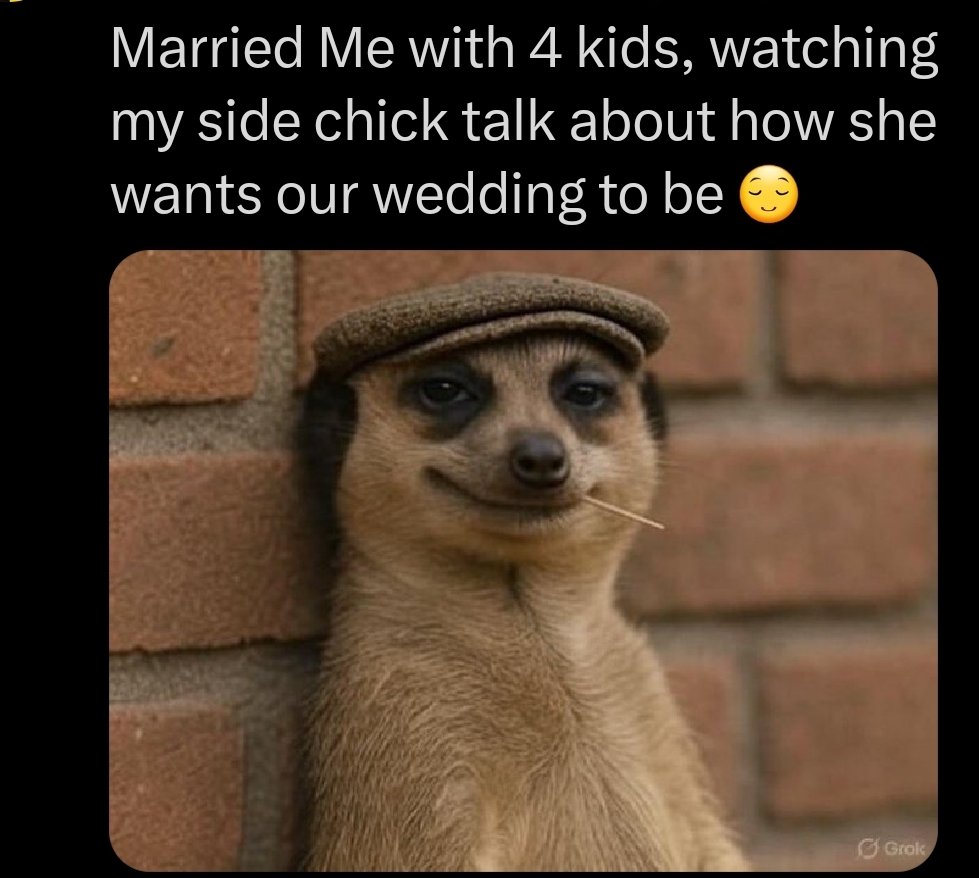 Married Me with 4 kids, watching
my side chick talk about how she
wants our wedding to be 😌
Grok